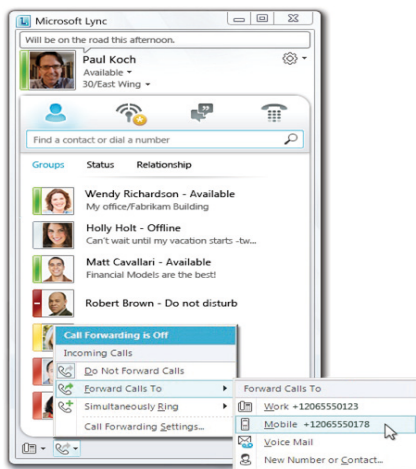 Microsoft Lync
Will be on the road this afternoon.
Paul Koch
Available
30/East Wing
Find a contact or dial a number
Groups Status Relationship
Wendy Richardson - Available
My office/Fabrikam Building
Holly Holt - Offline
Can't wait until my vacation starts -tw...
Matt Cavallari - Available
Financial Models are the best!
Robert Brown - Do not disturb
Call Forwarding is Off
Incoming Calls
Do Not Forward Calls
Forward Calls To
Simultaneously Ring
Call Forwarding Settings...
Forward Calls To
Work +12065550123
Mobile +12065550178
Voice Mail
New Number or Contact...